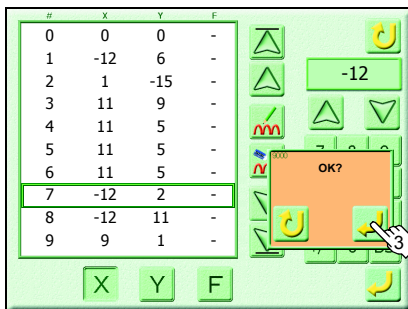 # X Y F
0 0 0 -
1 -12 6 -
2 1 -15 -
3 11 9 -
4 11 5 -
5 11 5 -
6 11 5 -
7 -12 2 -
8 -12 11 -
9 9 1 -
-12
9000
OK?
3
X Y F